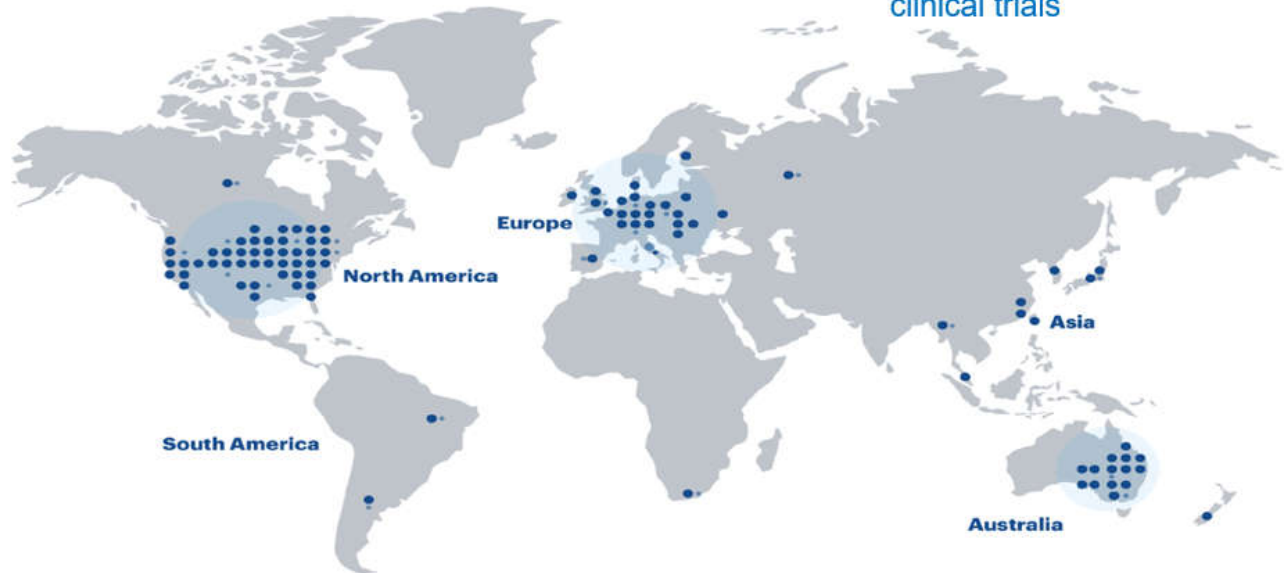 clinical trials
Europe
North America
Asia
South America
Australia